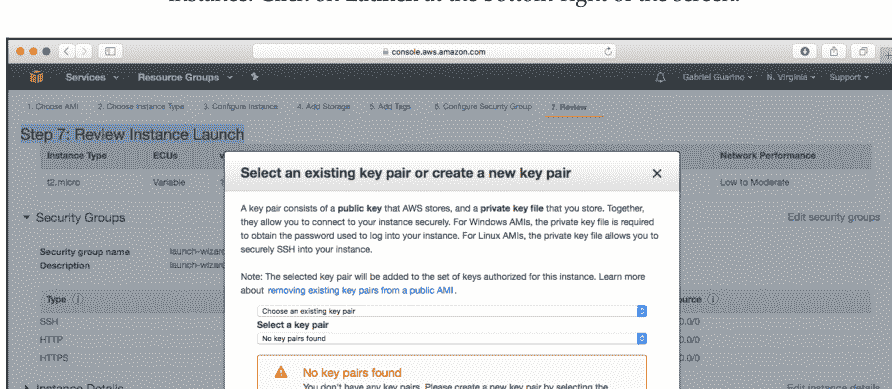 instance. Click on Launch at the bottom-right of the screen.
console.aws.amazon.com
Services Resource Groups Gabriel Guarino N. Virginia Support
1. Choose AMI 2. Choose Instance Type 3. Configure Instance 4. Add Storage 5. Add Tags 6. Configure Security Group 7. Review
Step 7: Review Instance Launch
Instance Type ECUs v Network Performance
t2.micro Variable 1 Low to Moderate
Select an existing key pair or create a new key pair
A key pair consists of a public key that AWS stores, and a private key file that you store. Together,
they allow you to connect to your instance securely. For Windows AMIs, the private key file is required
to obtain the password used to log into your instance. For Linux AMIs, the private key file allows you to
securely SSH into your instance.
Note: The selected key pair will be added to the set of keys authorized for this instance. Learn more
about removing existing key pairs from a public AMI.
Choose an existing key pair
Select a key pair
No key pairs found
No key pairs found
You don't have any key pairs. Please create a new key pair by selecting the
Security Groups Edit security groups
Security group name launch-wizard
Description launch-wizard
Type
SSH 0.0/0
HTTP 0.0/0
HTTPS 0.0/0
Instance Details Edit instance details